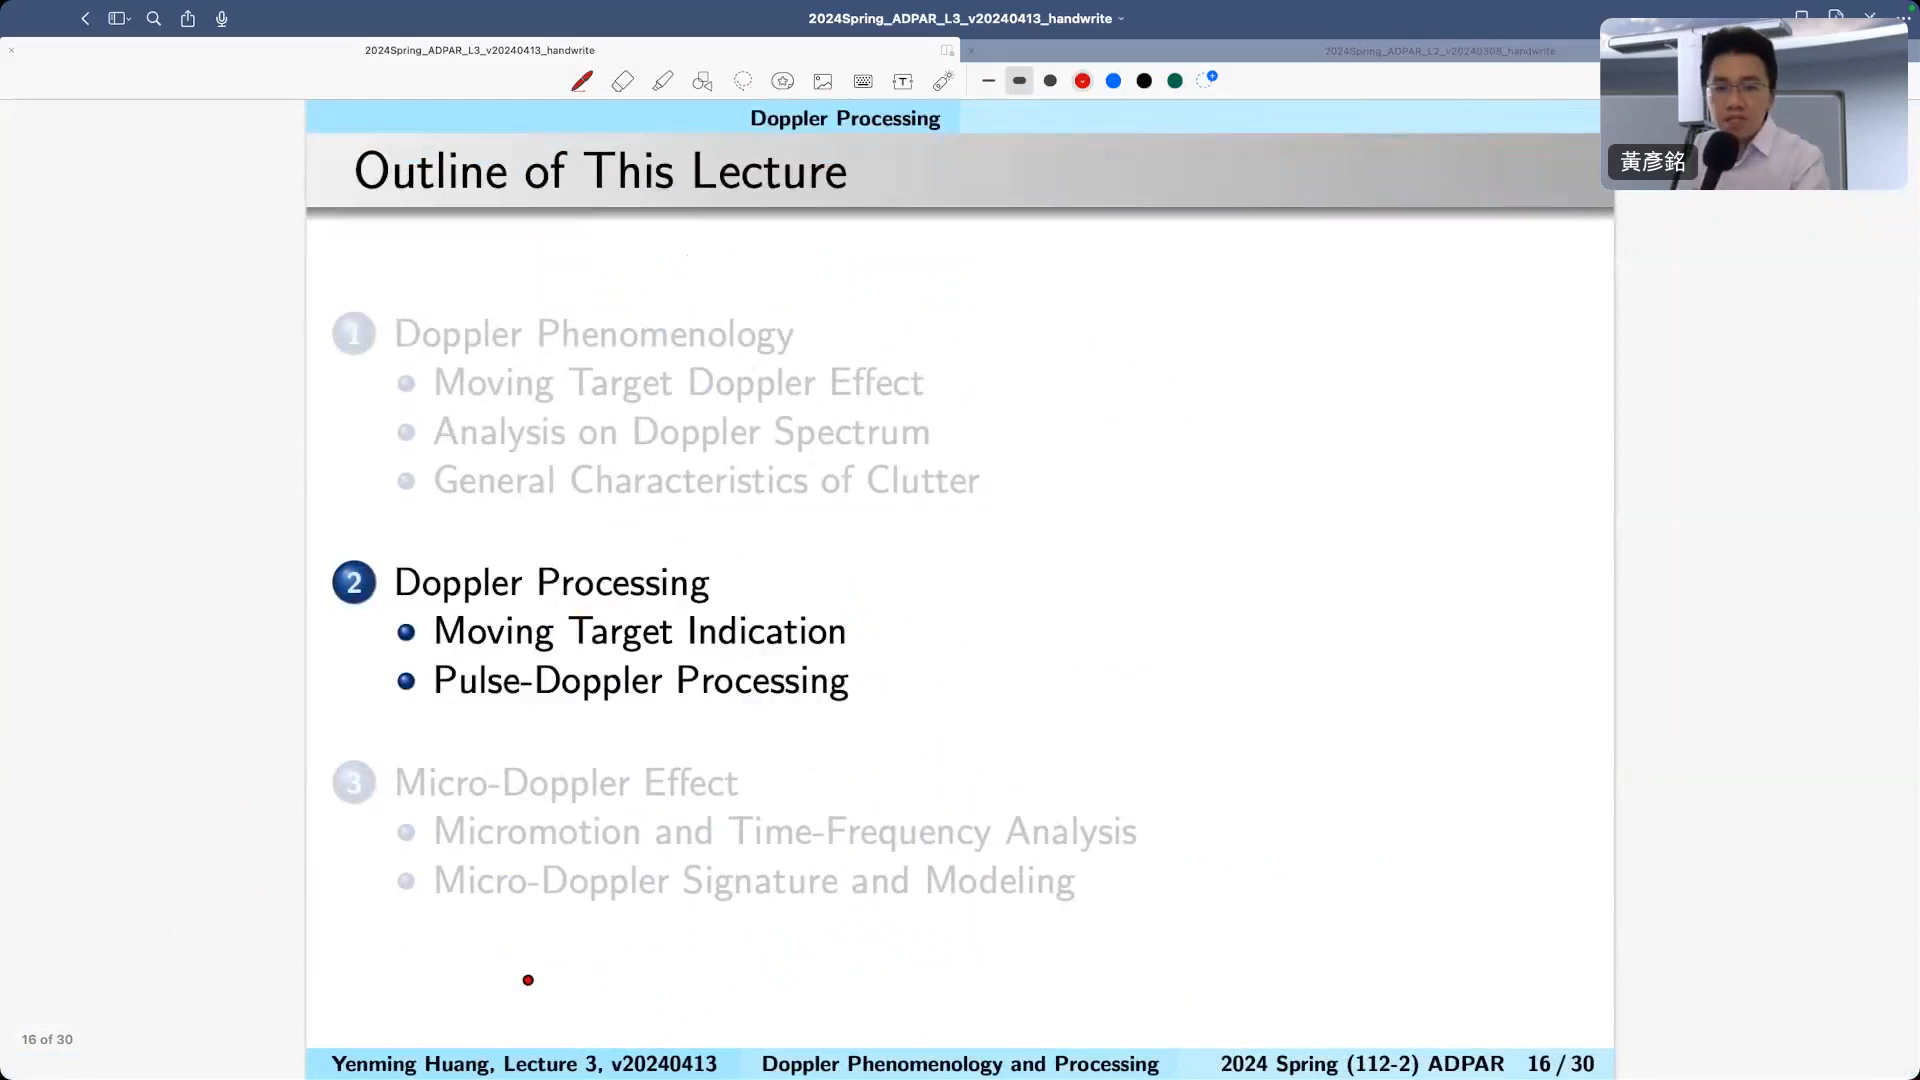 2024Spring_ADPAR_L3_v20240413_handwrite
2024Spring_ADPAR_L3_v20240413_handwrite
2024Spring_ADPAR_L2_v20240308_handwrite
黃彥銘
Doppler Processing
Outline of This Lecture
1 Doppler Phenomenology
Moving Target Doppler Effect
Analysis on Doppler Spectrum
General Characteristics of Clutter
2 Doppler Processing
Moving Target Indication
Pulse-Doppler Processing
3 Micro-Doppler Effect
Micromotion and Time-Frequency Analysis
Micro-Doppler Signature and Modeling
16 of 30
Yenming Huang, Lecture 3, v20240413 Doppler Phenomenology and Processing 2024 Spring (112-2) ADPAR 16 / 30